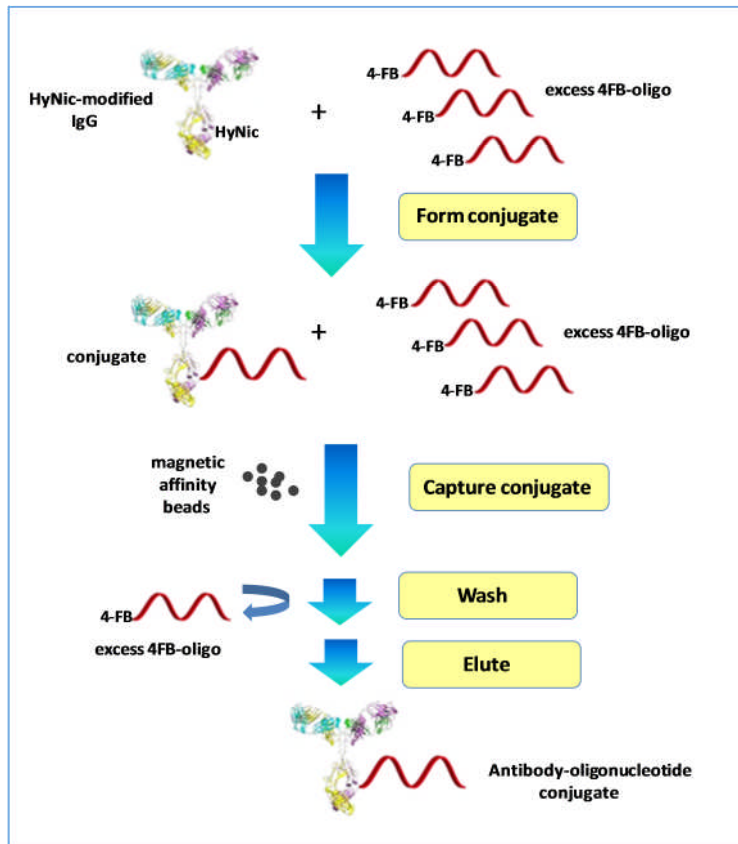 HyNic-modified
IgG
HyNic
+
4-FB
4-FB
4-FB
excess 4FB-oligo
Form conjugate
conjugate
+
4-FB
4-FB
4-FB
excess 4FB-oligo
magnetic
affinity
beads
Capture conjugate
4-FB
excess 4FB-oligo
Wash
Elute
Antibody-oligonucleotide
conjugate